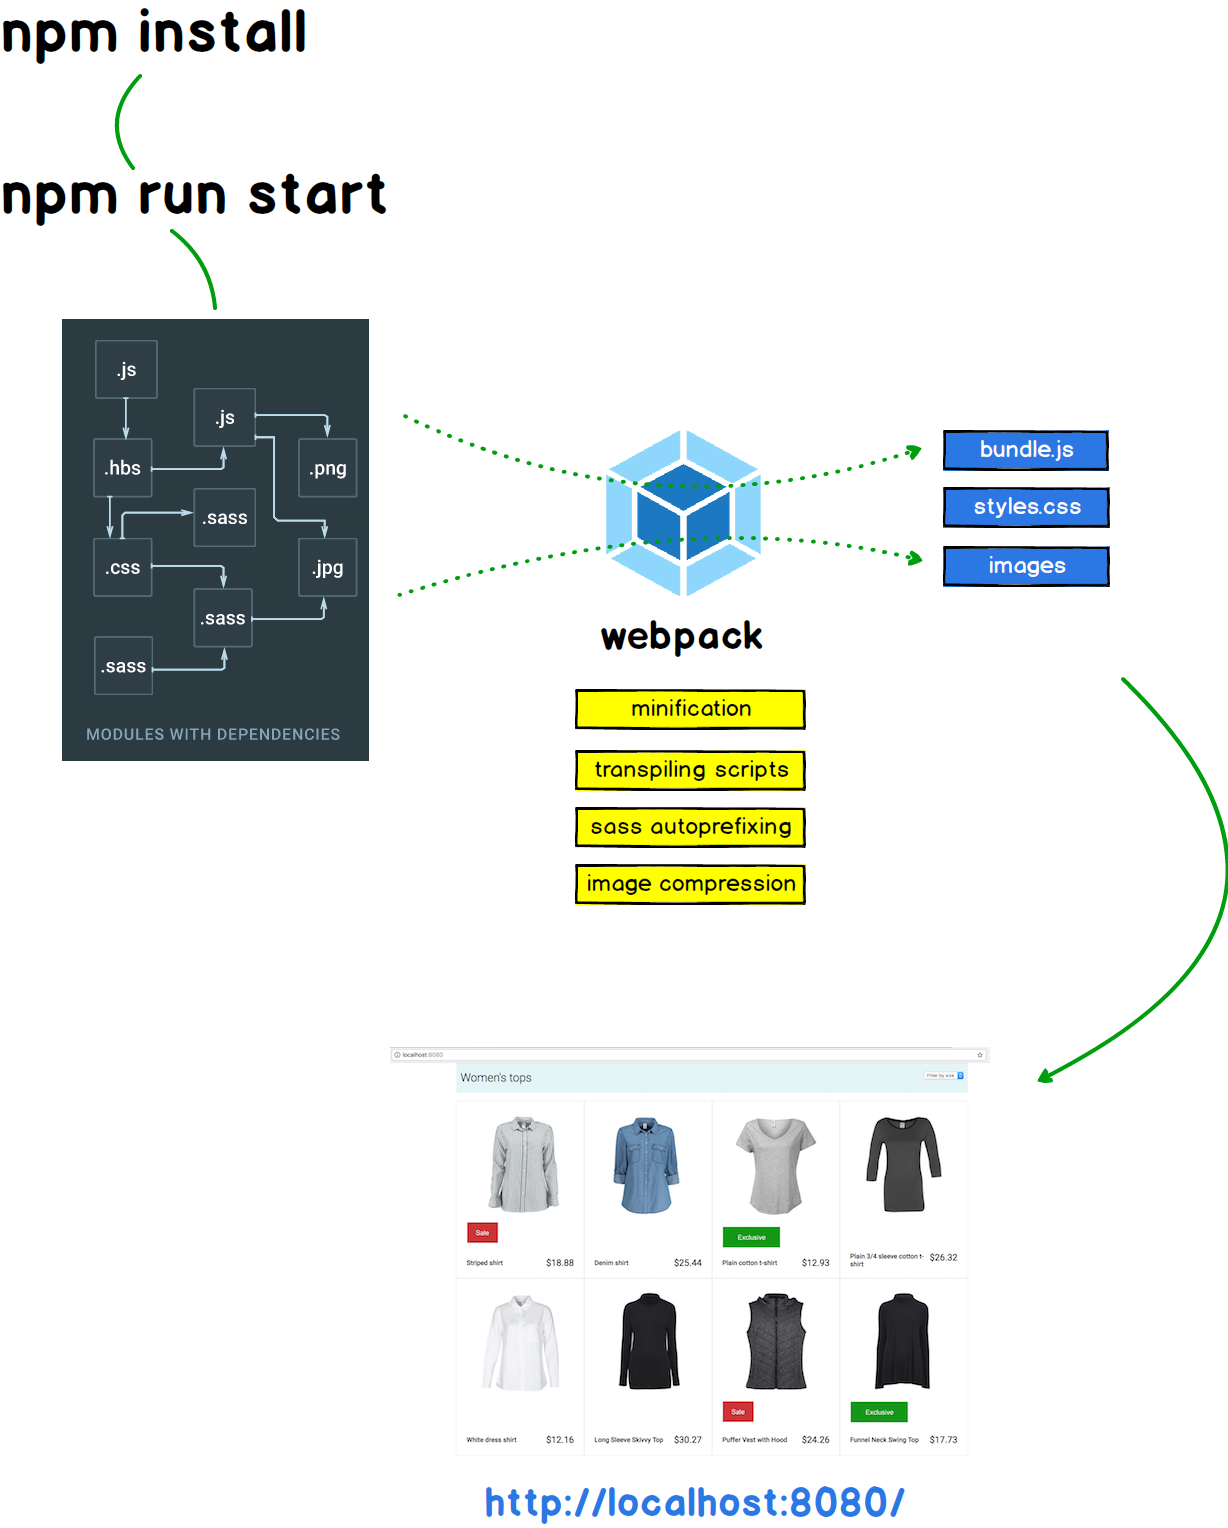 npm install
npm run start
.js
.js
.hbs
.png
.sass
.css
.jpg
.sass
.sass
MODULES WITH DEPENDENCIES
webpack
bundle.js
styles.css
images
minification
transpiling scripts
sass autoprefixing
image compression
localhost:8080
Women's tops
Filter by size
Sale
Striped shirt $18.88
Denim shirt $25.44
Exclusive
Plain cotton t-shirt $12.93
Plain 3/4 sleeve cotton t-
shirt
$26.32
White dress shirt $12.16
Long Sleeve Skivvy Top $30.27
Sale
Puffer Vest with Hood $24.26
Exclusive
Funnel Neck Swing Top $17.73
http://localhost:8080/